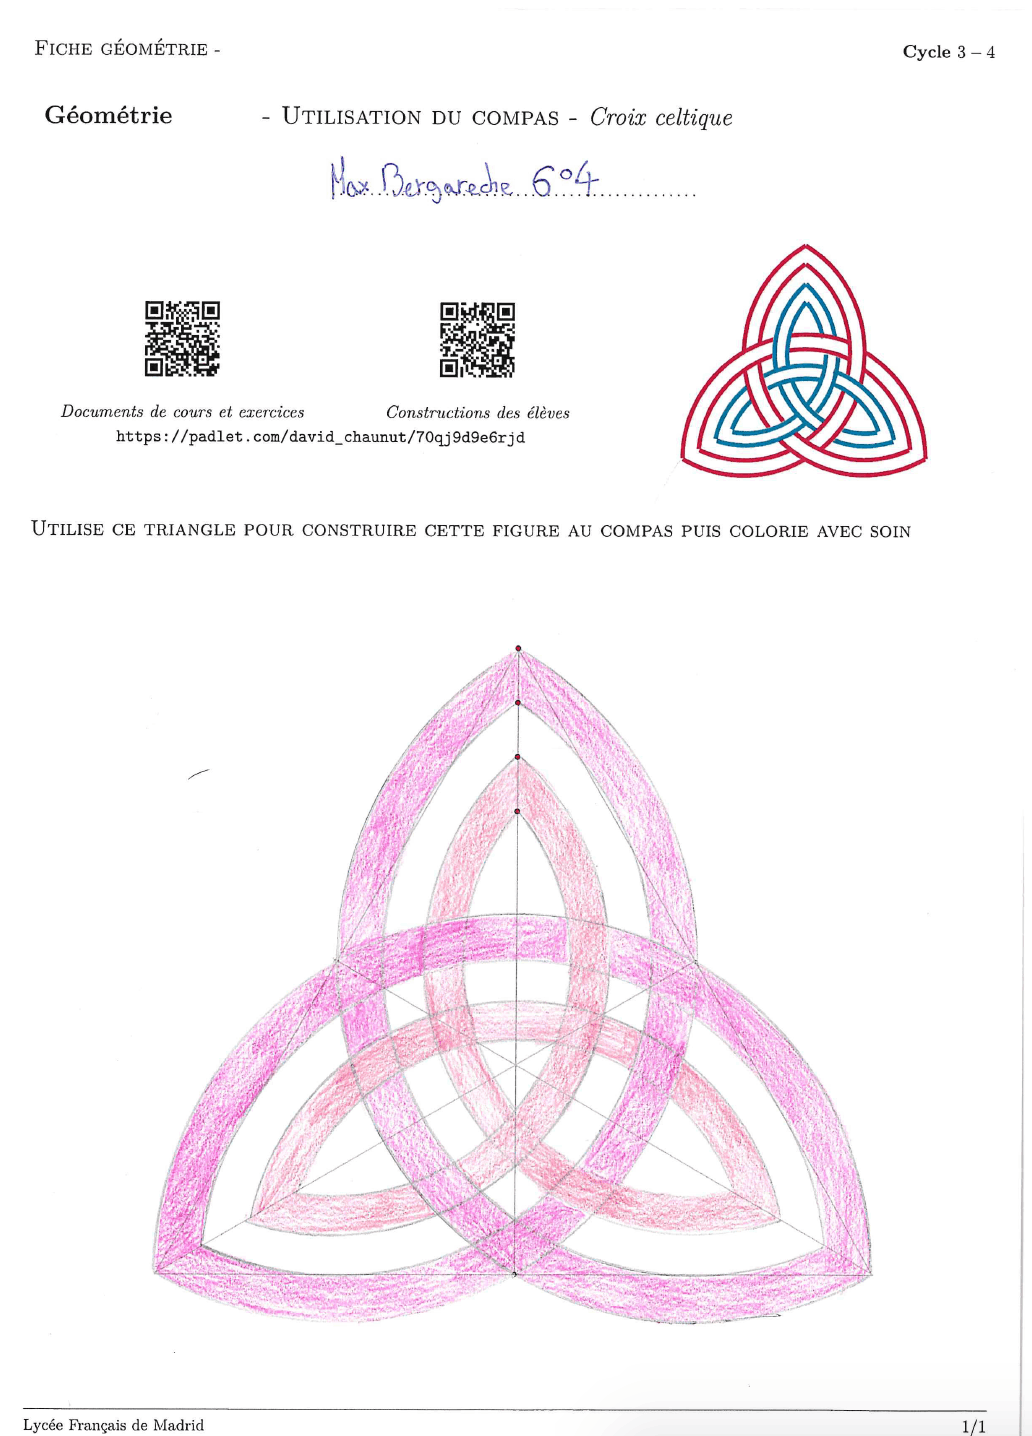 FICHE GÉOMÉTRIE -
Cycle 3 – 4
Géométrie - UTILISATION DU COMPAS - Croix celtique
Max Bergareche 6°4
Documents de cours et exercices
Constructions des élèves
https://padlet.com/david_chaunut/70qj9d9e6rjd
UTILISE CE TRIANGLE POUR CONSTRUIRE CETTE FIGURE AU COMPAS PUIS COLORIE AVEC SOIN
Lycée Français de Madrid
1/1